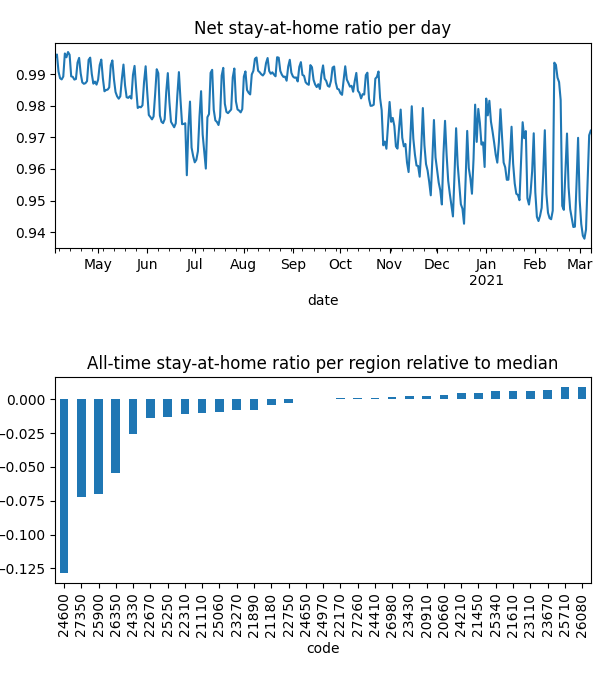 Net stay-at-home ratio per day
0.99
0.98
0.97
0.96
0.95
0.94
May Jun Jul Aug Sep Oct Nov Dec Jan Feb Mar
2021
date
All-time stay-at-home ratio per region relative to median
0.000
−0.025
−0.050
−0.075
−0.100
−0.125
24600 27350 25900 26350 24330 22670 25250 22310 21110 25060 23270 21890 21180 22750 24650 24970 22170 27260 24410 26980 23430 20910 20660 24210 21450 25340 21610 23110 23670 25710 26080
code